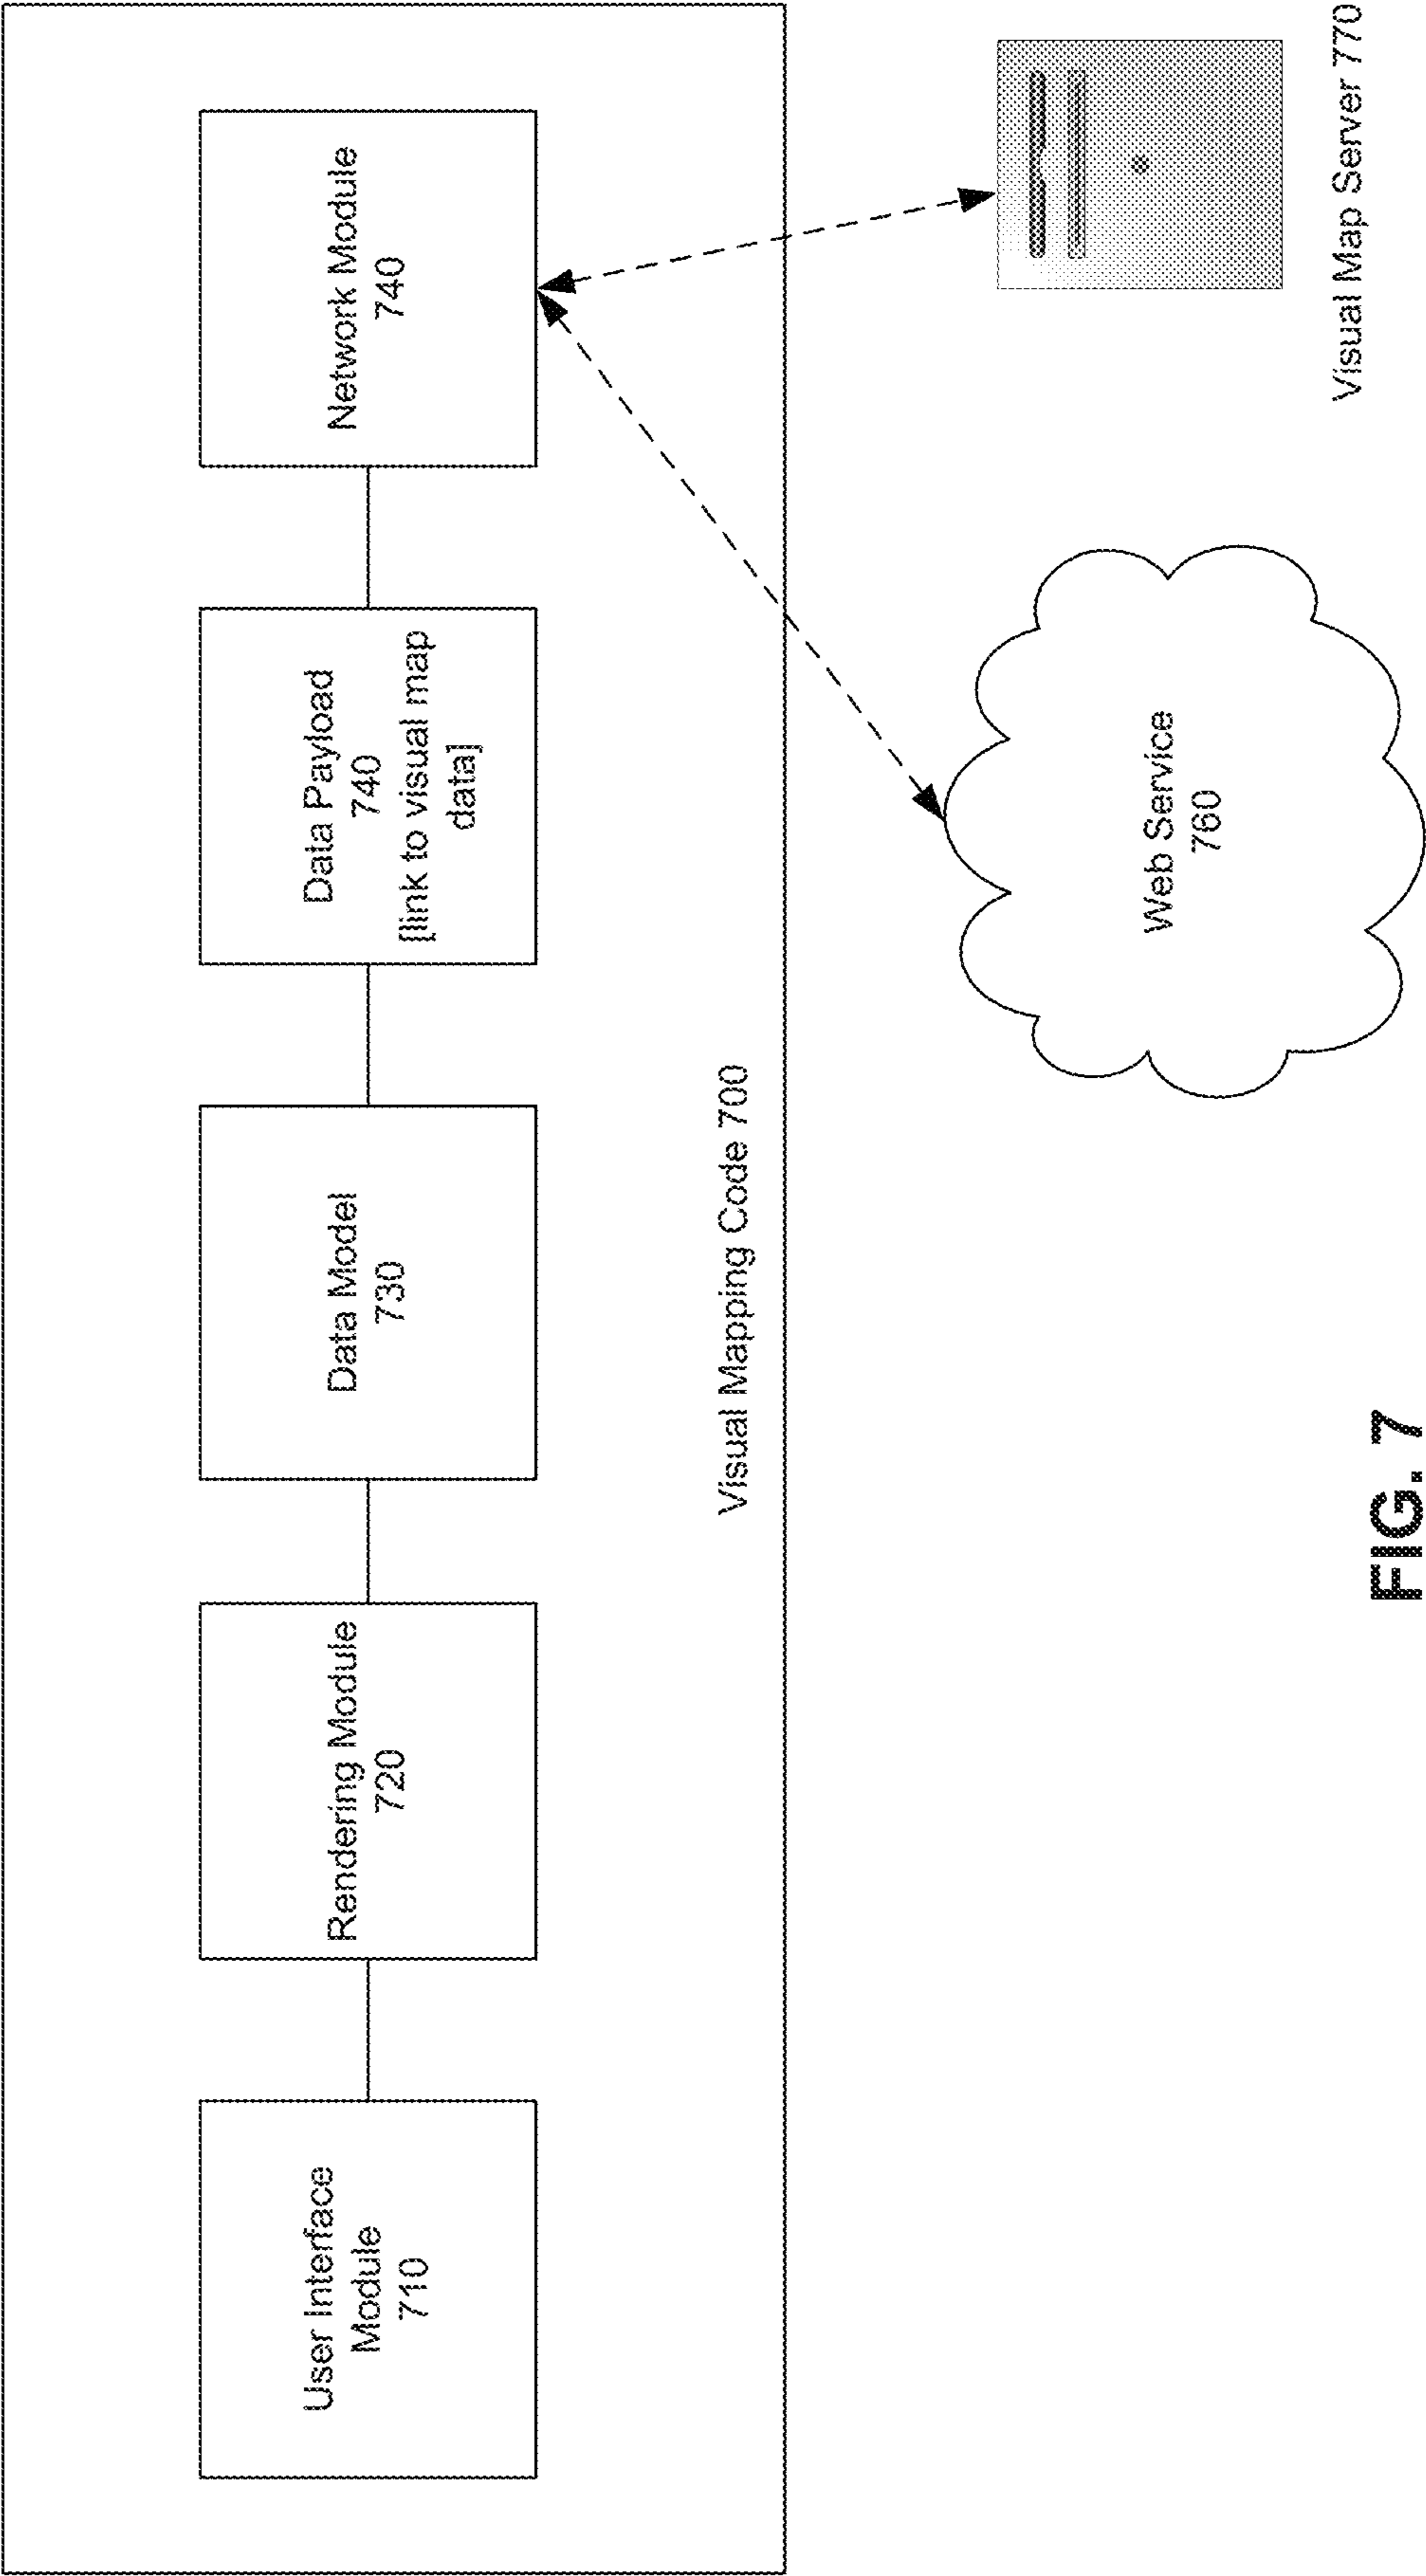 User Interface
Module
710
Rendering Module
720
Data Model
730
Data Payload
740
[link to visual map
data]
Network Module
740
Visual Mapping Code 700
Web Service
760
Visual Map Server 770
FIG. 7